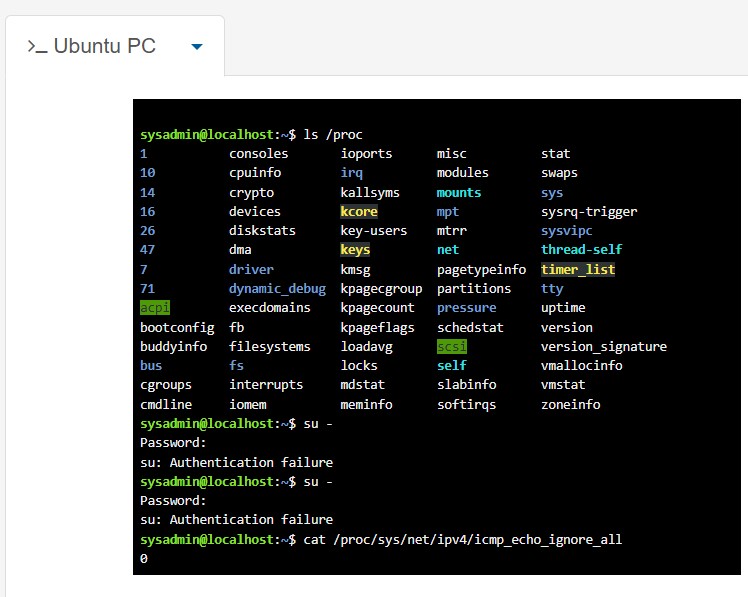 >_ Ubuntu PC
sysadmin@localhost:~$ ls /proc
1 consoles ioports misc stat
10 cpuinfo irq modules swaps
14 crypto kallsyms mounts sys
16 devices kcore mpt sysrq-trigger
26 diskstats key-users mtrr sysvipc
47 dma keys net thread-self
7 driver kmsg pagetypeinfo timer_list
71 dynamic_debug kpagecgroup partitions tty
acpi execdomains kpagecount pressure uptime
bootconfig fb kpageflags schedstat version
buddyinfo filesystems loadavg scsi version_signature
bus fs locks self vmallocinfo
cgroups interrupts mdstat slabinfo vmstat
cmdline iomem meminfo softirqs zoneinfo
sysadmin@localhost:~$ su -
Password:
su: Authentication failure
sysadmin@localhost:~$ su -
Password:
su: Authentication failure
sysadmin@localhost:~$ cat /proc/sys/net/ipv4/icmp_echo_ignore_all
0